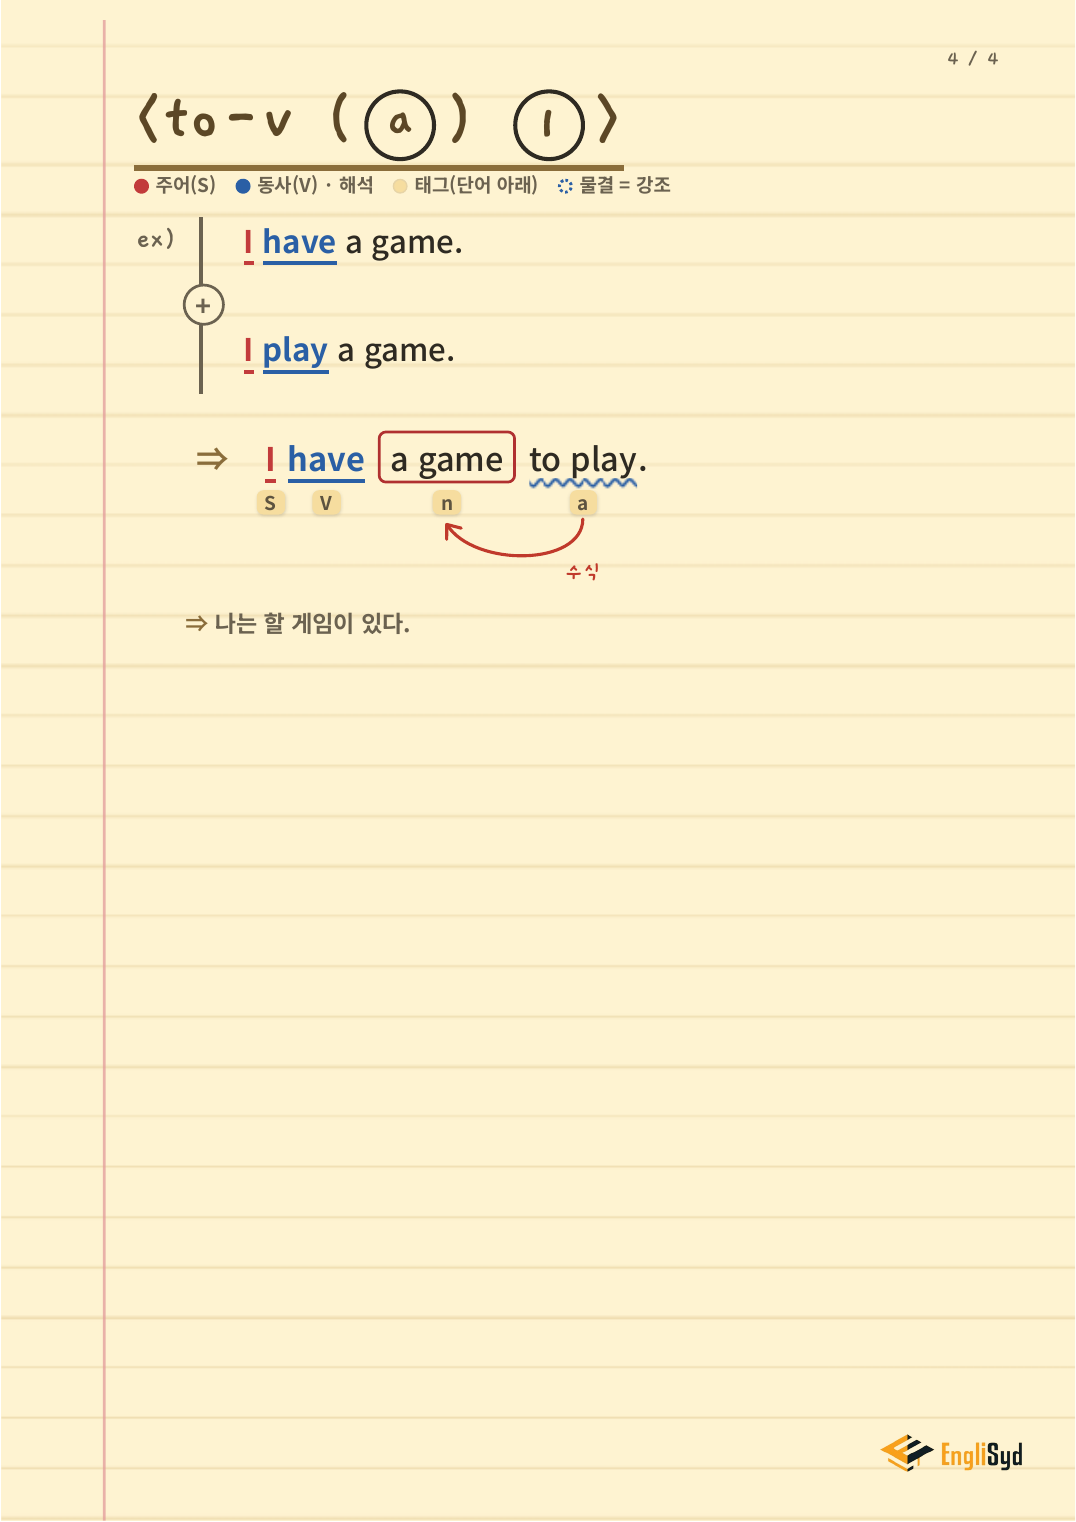 4 / 4
<to-v (a) 1>
주어(S) 동사(V) · 해석 태그(단어 아래) 물결 = 강조
ex) I have a game.
+
I play a game.
⇒ I have a game to play.
S V n a
수식
⇒ 나는 할 게임이 있다.
EngliSyd